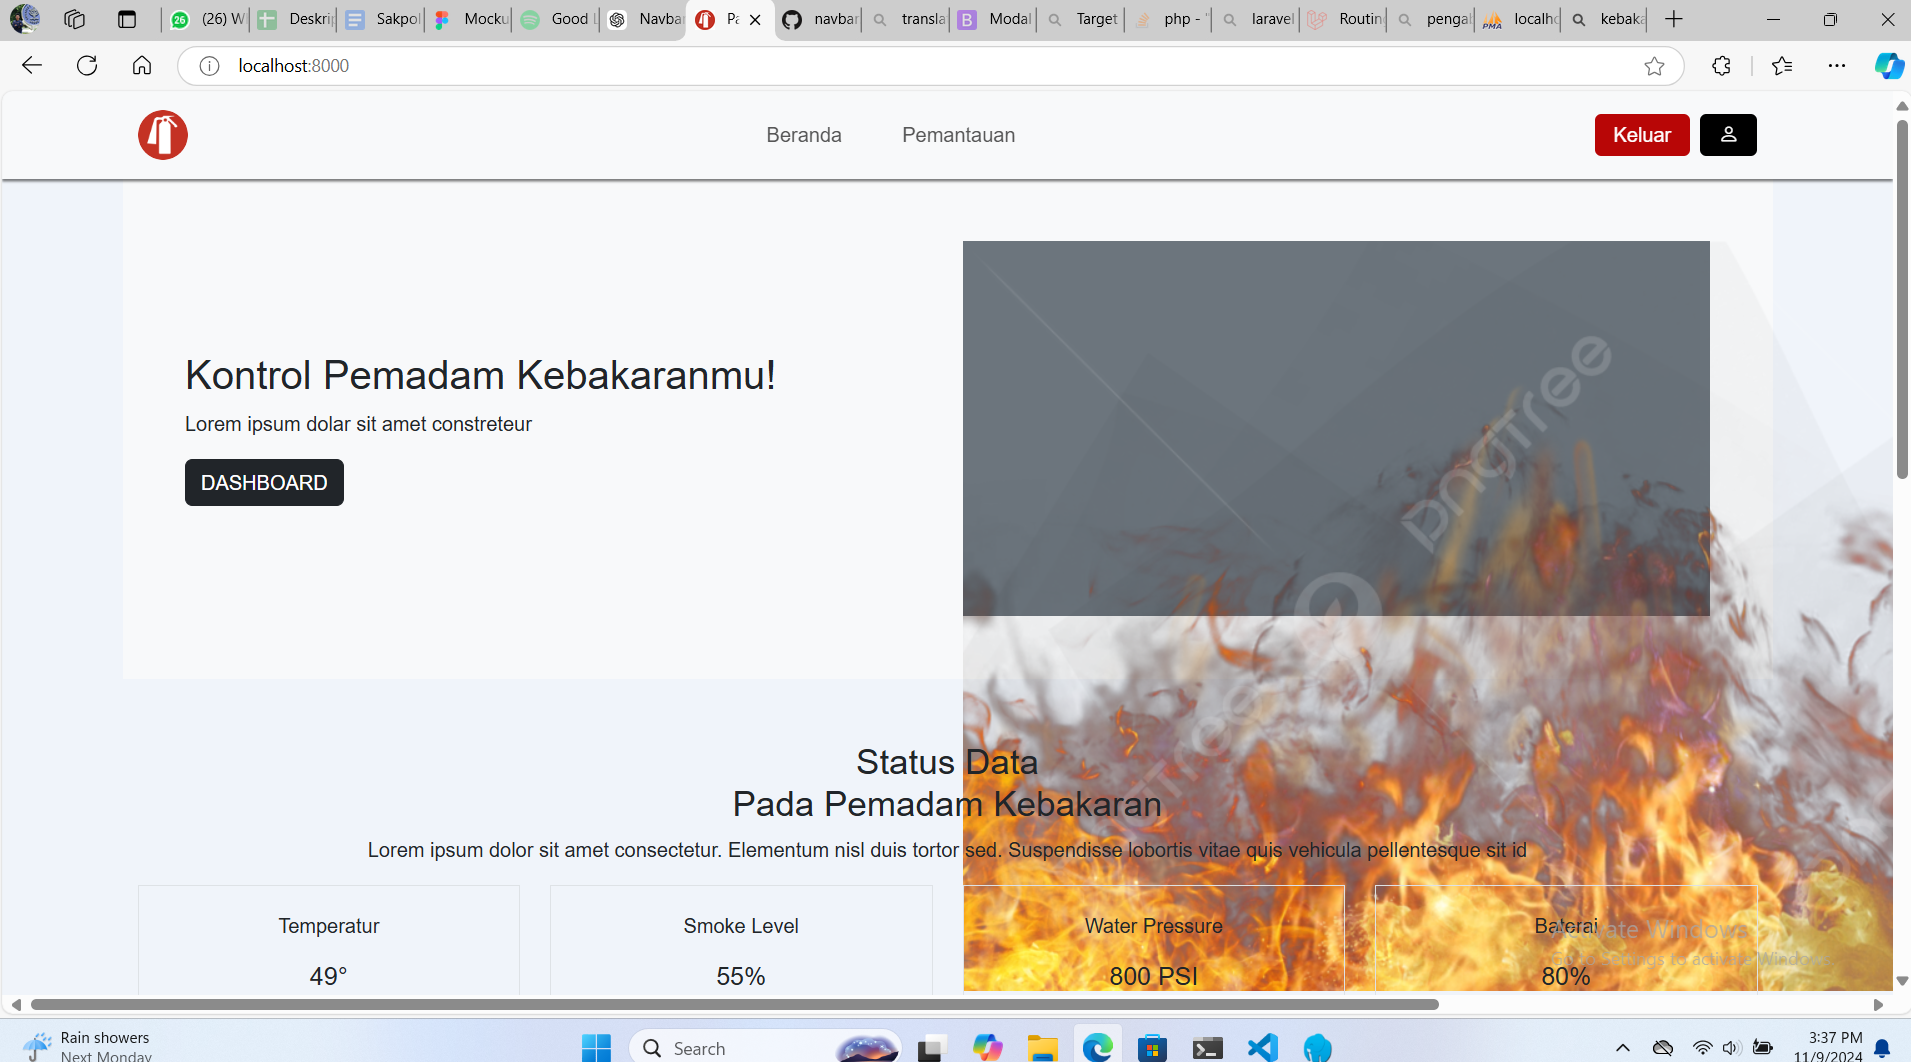 (26) W
Deskrip
Sakpol
Mocku
Good L
Navba
Pa
navbar
transla
Modal
Target
php - "
laravel
Routin
pengal
localho
kebaka
localhost:8000
Beranda
Pemantauan
Keluar
Kontrol Pemadam Kebakaranmu!
Lorem ipsum dolar sit amet constreteur
DASHBOARD
pngtree
Status Data
Pada Pemadam Kebakaran
Lorem ipsum dolor sit amet consectetur. Elementum nisl duis tortor sed. Suspendisse lobortis vitae quis vehicula pellentesque sit id
Temperatur
Smoke Level
Water Pressure
Baterai
49°
55%
800 PSI
80%
Activate Windows
Go to Settings to activate Windows.
Rain showers
Next Monday
Search
3:37 PM
11/9/2024